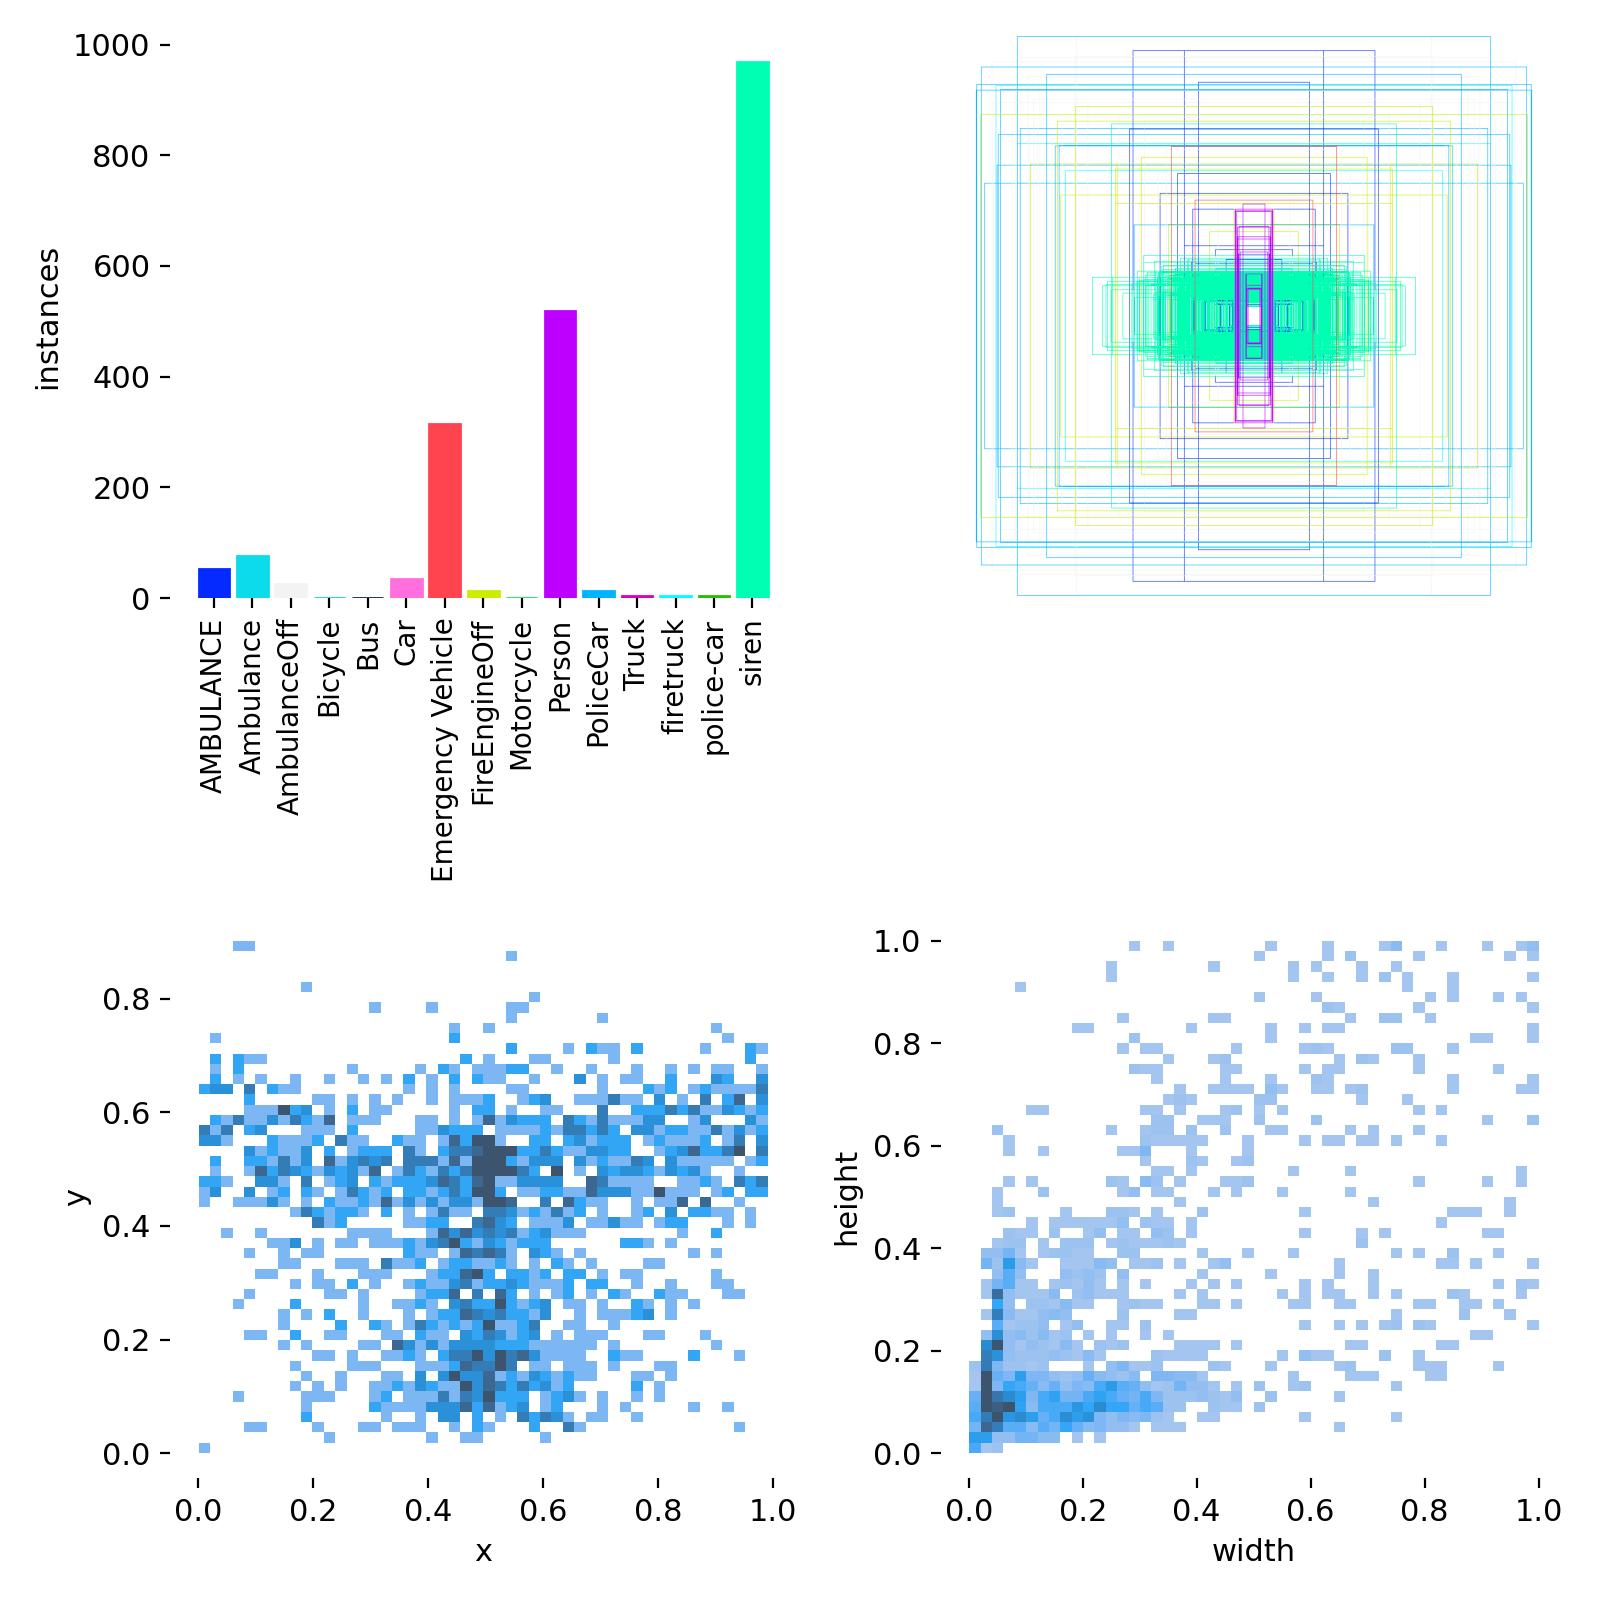 1000
800
600
400
200
0
instances
AMBULANCE
Ambulance
AmbulanceOff
Bicycle
Bus
Car
Emergency Vehicle
FireEngineOff
Motorcycle
Person
PoliceCar
Truck
firetruck
police-car
siren
0.8
0.6
0.4
0.2
0.0
y
0.0 0.2 0.4 0.6 0.8 1.0
x
1.0
0.8
0.6
0.4
0.2
0.0
height
0.0 0.2 0.4 0.6 0.8 1.0
width